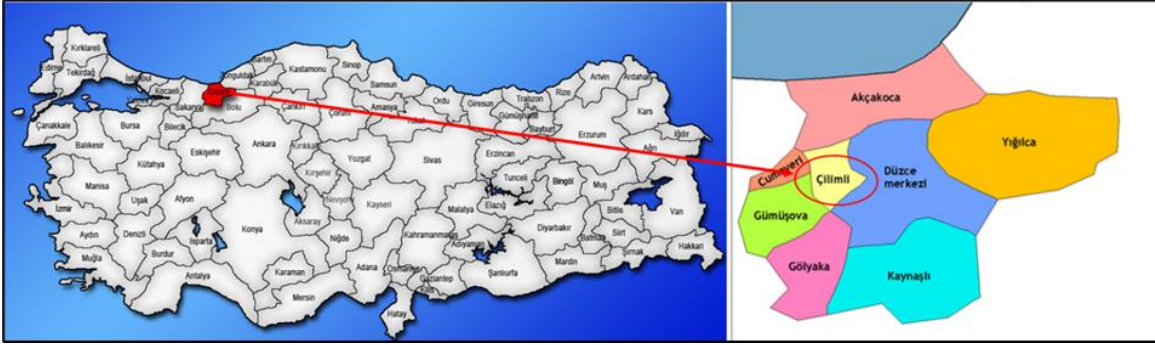 Kırklareli
Edirne
Tekirdağ
İstanbul
Kocaeli
Sakarya
Zonguldak
Bartın
Karabük
Kastamonu
Sinop
Samsun
Ordu
Giresun
Trabzon
Rize
Artvin
Ardahan
Kars
Iğdır
Gümüşhane
Bayburt
Erzurum
Ağrı
Bolu
Çankırı
Çorum
Amasya
Tokat
Çanakkale
Bursa
Bilecik
Balıkesir
Kütahya
Eskişehir
Ankara
Kırıkkale
Yozgat
Sivas
Erzincan
Tunceli
Bingöl
Muş
Manisa
Uşak
Afyon
Kırşehir
Nevşehir
Kayseri
Malatya
Elazığ
Bitlis
Van
İzmir
Aydın
Denizli
Isparta
Burdur
Konya
Aksaray
Niğde
Kahramanmaraş
Adıyaman
Diyarbakır
Batman
Siirt
Şırnak
Hakkari
Muğla
Antalya
Karaman
Mersin
Adana
Osmaniye
Gaziantep
Kilis
Şanlıurfa
Mardin
Hatay
Akçakoca
Yığılca
Cumayeri
Çilimli
Düzce
merkezi
Gümüşova
Gölyaka
Kaynaşlı